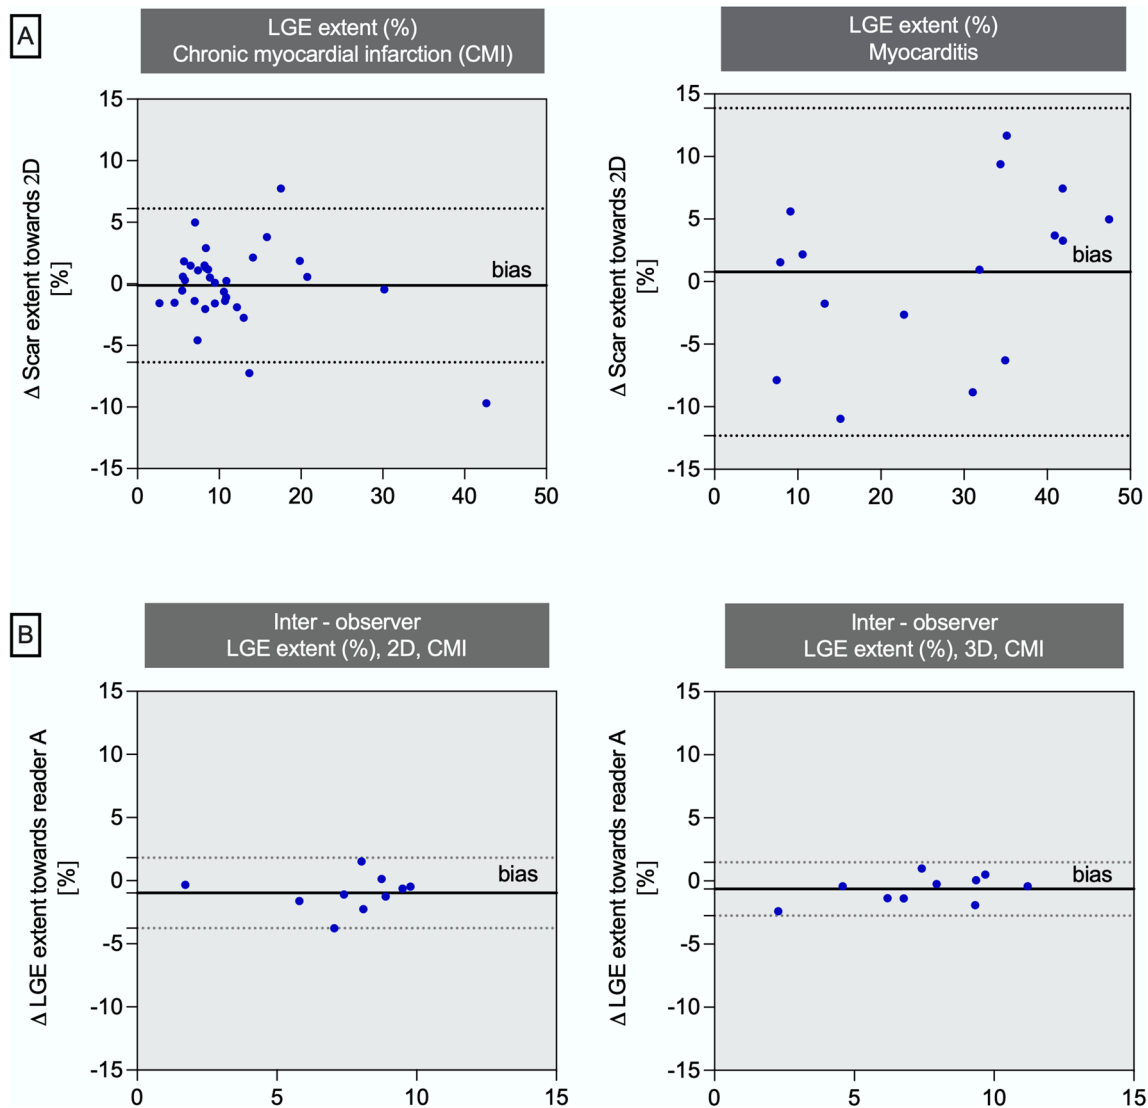 A
LGE extent (%)
Chronic myocardial infarction (CMI)
Δ Scar extent towards 2D
[%]
15
10
5
0
-5
-10
-15
bias
0 10 20 30 40 50
LGE extent (%)
Myocarditis
Δ Scar extent towards 2D
[%]
15
10
5
0
-5
-10
-15
bias
0 10 20 30 40 50
B
Inter - observer
LGE extent (%), 2D, CMI
Δ LGE extent towards reader A
[%]
15
10
5
0
-5
-10
-15
bias
0 5 10 15
Inter - observer
LGE extent (%), 3D, CMI
Δ LGE extent towards reader A
[%]
15
10
5
0
-5
-10
-15
bias
0 5 10 15